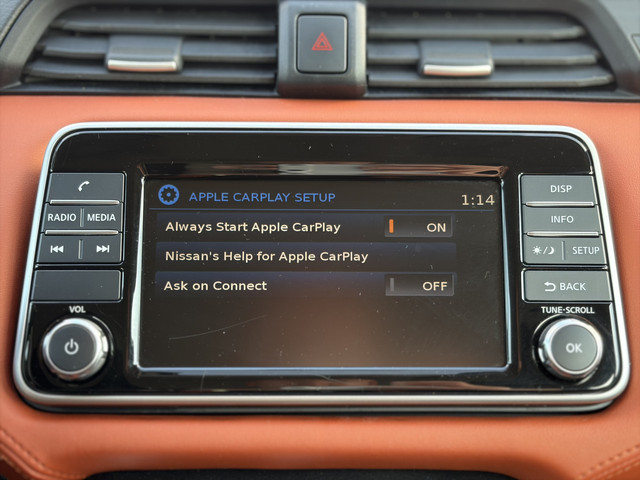 APPLE CARPLAY SETUP 1:14
Always Start Apple CarPlay ON
Nissan's Help for Apple CarPlay
Ask on Connect OFF
RADIO MEDIA
VOL
DISP
INFO
SETUP
BACK
TUNE·SCROLL
OK